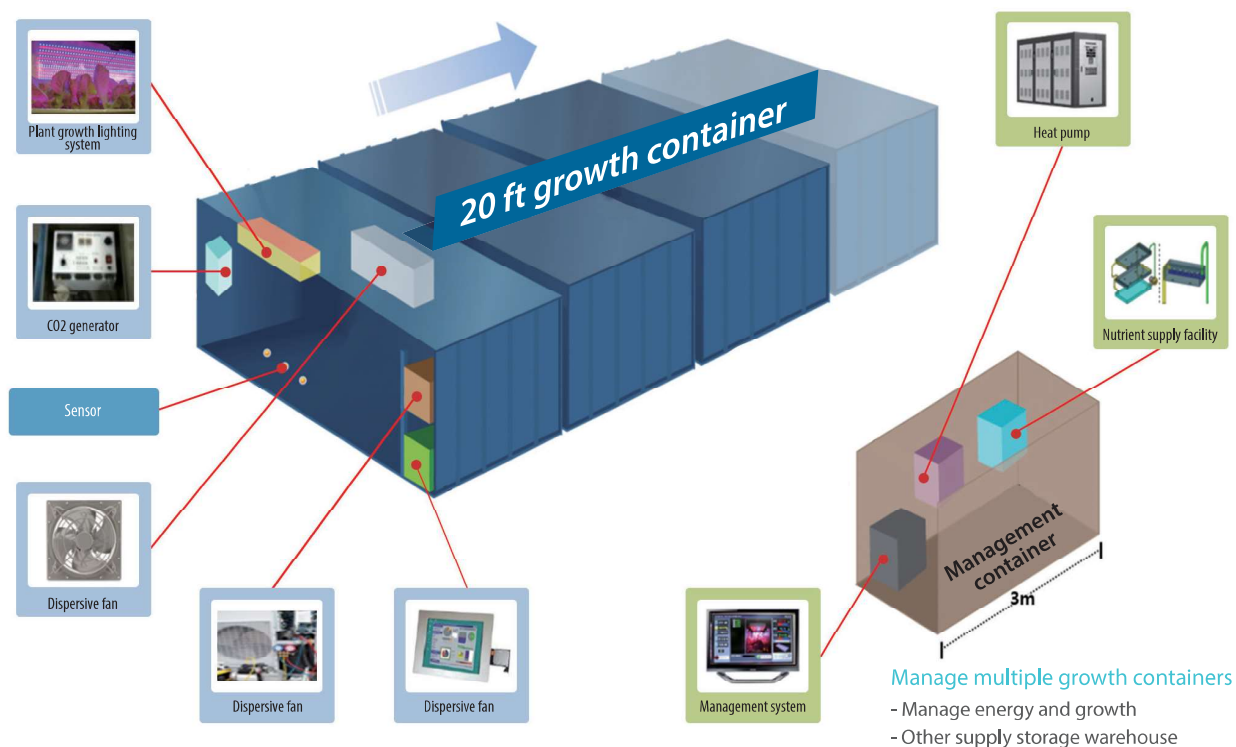 Plant growth lighting
system
CO2 generator
Sensor
Dispersive fan
Dispersive fan
Dispersive fan
20 ft growth container
Heat pump
Nutrient supply facility
Management
container
3m
Management system
Manage multiple growth containers
- Manage energy and growth
- Other supply storage warehouse